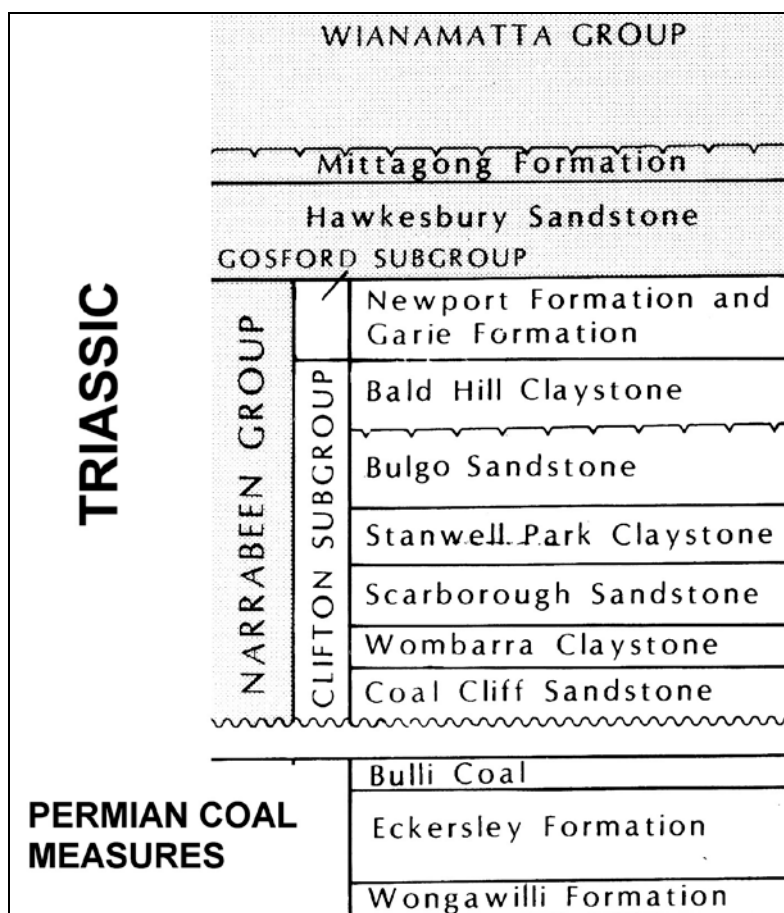 WIANAMATTA GROUP
Mittagong Formation
Hawkesbury Sandstone
GOSFORD SUBGROUP
TRIASSIC
NARRABEEN GROUP
CLIFTON SUBGROUP
Newport Formation and
Garie Formation
Bald Hill Claystone
Bulgo Sandstone
Stanwell Park Claystone
Scarborough Sandstone
Wombarra Claystone
Coal Cliff Sandstone
PERMIAN COAL
MEASURES
Bulli Coal
Eckersley Formation
Wongawilli Formation